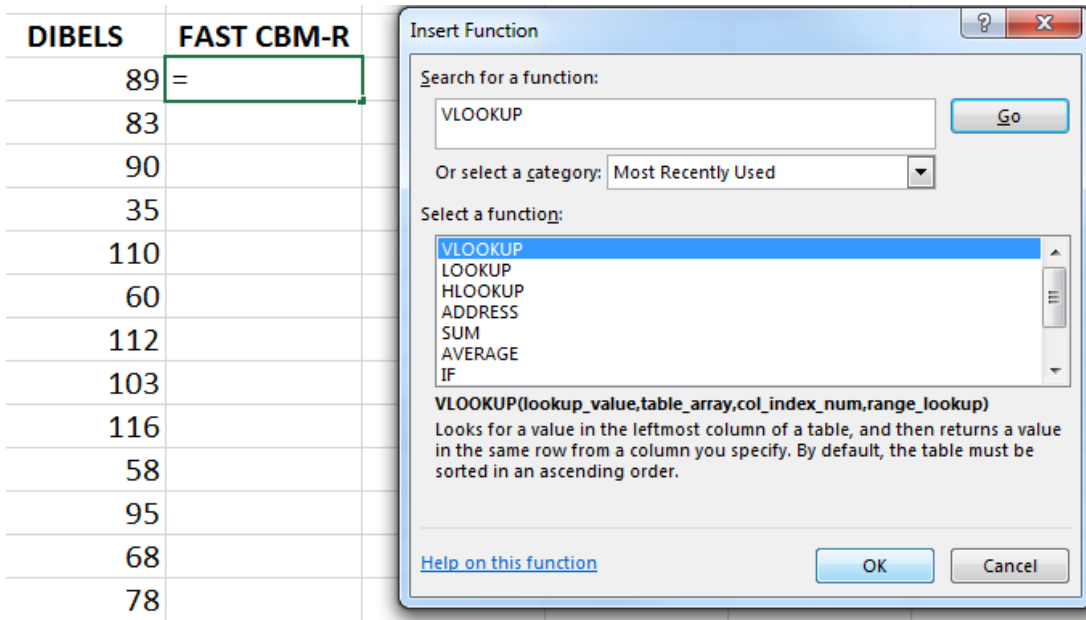 DIBELS FAST CBM-R
89 =
83
90
35
110
60
112
103
116
58
95
68
78
Insert Function
?
X
Search for a function:
VLOOKUP
Go
Or select a category: Most Recently Used
Select a function:
VLOOKUP
LOOKUP
HLOOKUP
ADDRESS
SUM
AVERAGE
IF
VLOOKUP(lookup_value,table_array,col_index_num,range_lookup)
Looks for a value in the leftmost column of a table, and then returns a value
in the same row from a column you specify. By default, the table must be
sorted in an ascending order.
Help on this function
OK
Cancel